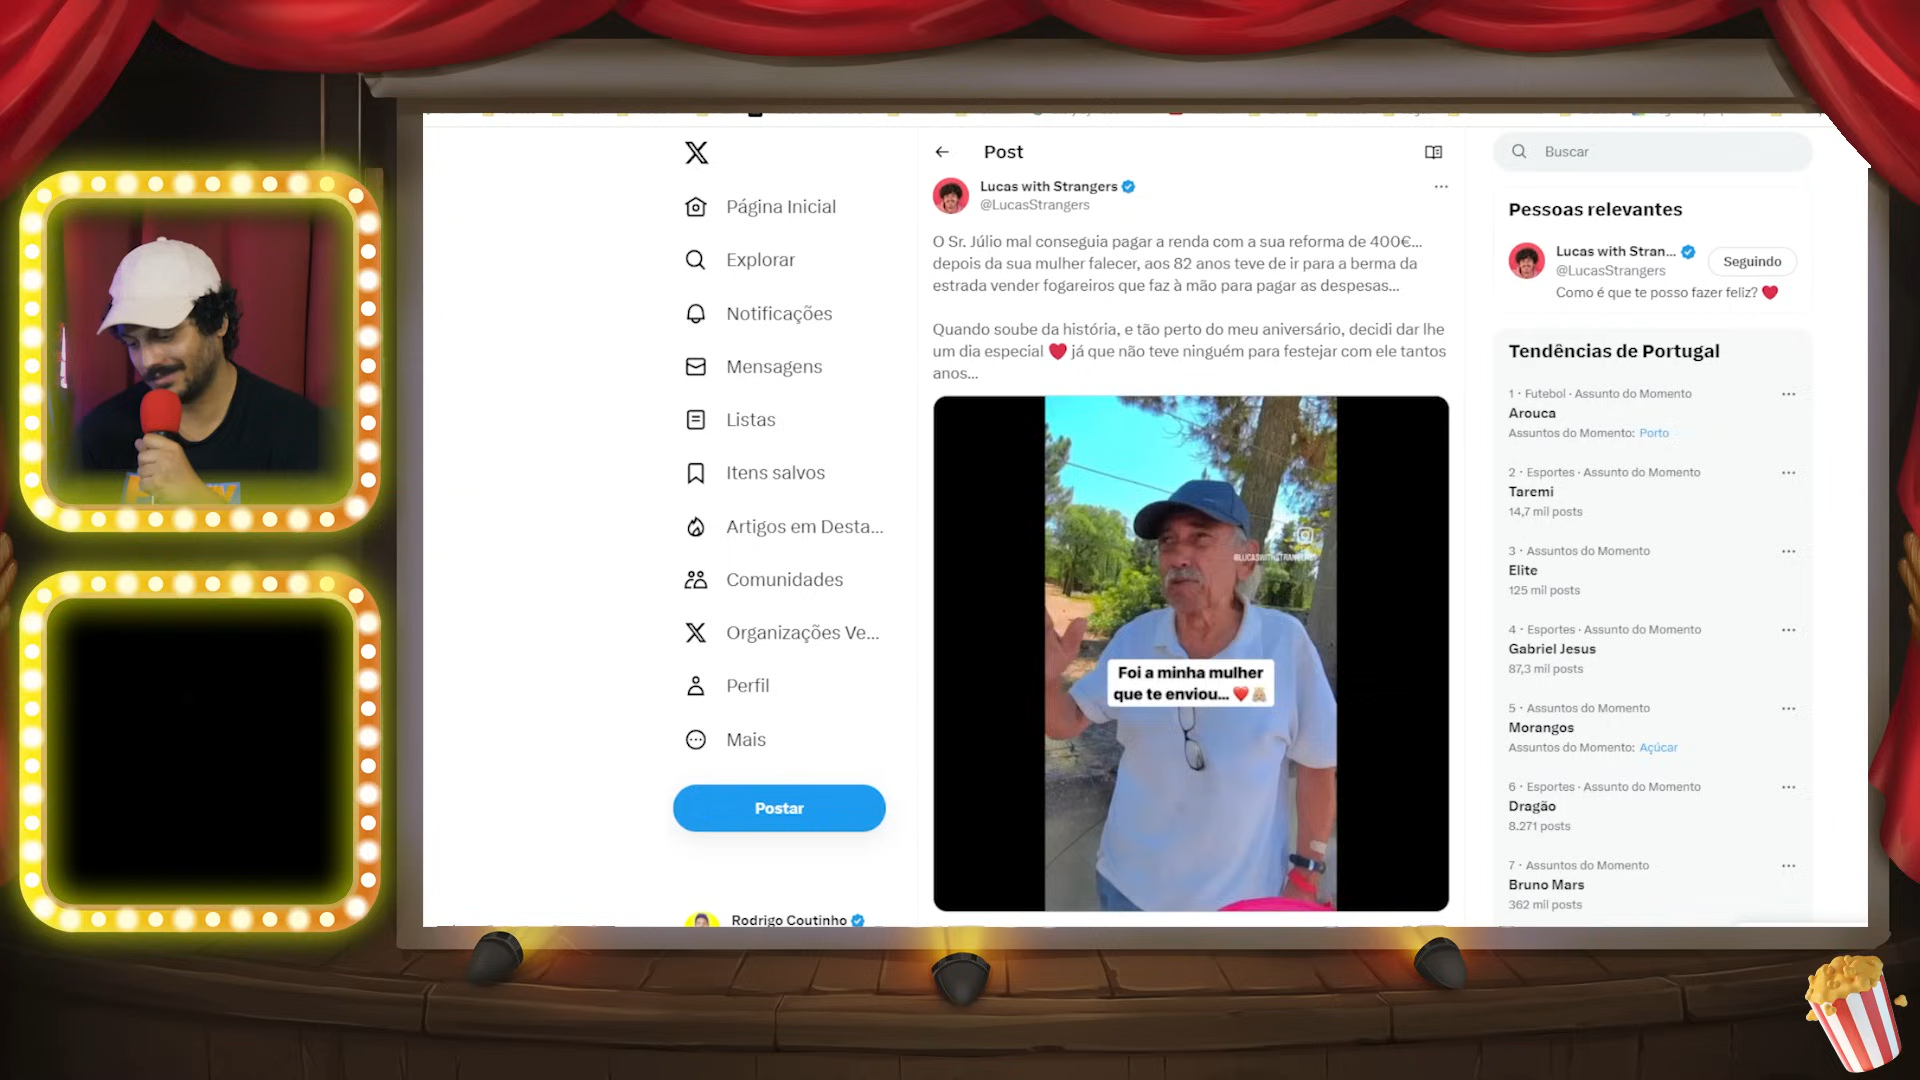 Página Inicial
Explorar
Notificações
Mensagens
Listas
Itens salvos
Artigos em Desta...
Comunidades
Organizações Ve...
Perfil
Mais
Postar
Rodrigo Coutinho
Post
Lucas with Strangers
@LucasStrangers
O Sr. Júlio mal conseguia pagar a renda com a sua reforma de 400€...
depois da sua mulher falecer, aos 82 anos teve de ir para a berma da
estrada vender fogareiros que faz à mão para pagar as despesas...
Quando soube da história, e tão perto do meu aniversário, decidi dar lhe
um dia especial ❤️ já que não teve ninguém para festejar com ele tantos
anos...
@LUCASWITHSTRANGERS
Foi a minha mulher
que te enviou... ❤️🙏🏼
Buscar
Pessoas relevantes
Lucas with Stran...
@LucasStrangers
Seguindo
Como é que te posso fazer feliz? ❤️
Tendências de Portugal
1 · Futebol · Assunto do Momento
Arouca
Assuntos do Momento: Porto
2 · Esportes · Assunto do Momento
Taremi
14,7 mil posts
3 · Assuntos do Momento
Elite
125 mil posts
4 · Esportes · Assunto do Momento
Gabriel Jesus
87,3 mil posts
5 · Assuntos do Momento
Morangos
Assuntos do Momento: Açúcar
6 · Esportes · Assunto do Momento
Dragão
8.271 posts
7 · Assuntos do Momento
Bruno Mars
362 mil posts